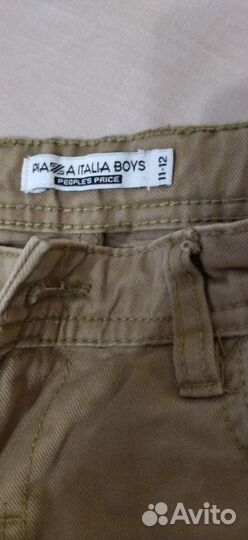 PIAZZA ITALIA BOYS
PEOPLE'S PRICE
11-12
Avito